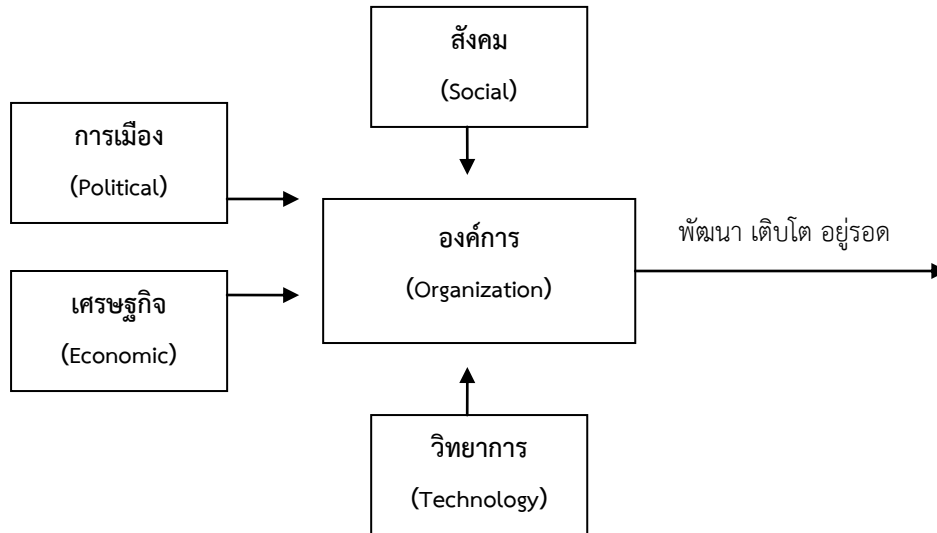 สังคม
(Social)
การเมือง
(Political)
องค์การ
(Organization)
พัฒนา เติบโต อยู่รอด
เศรษฐกิจ
(Economic)
วิทยาการ
(Technology)